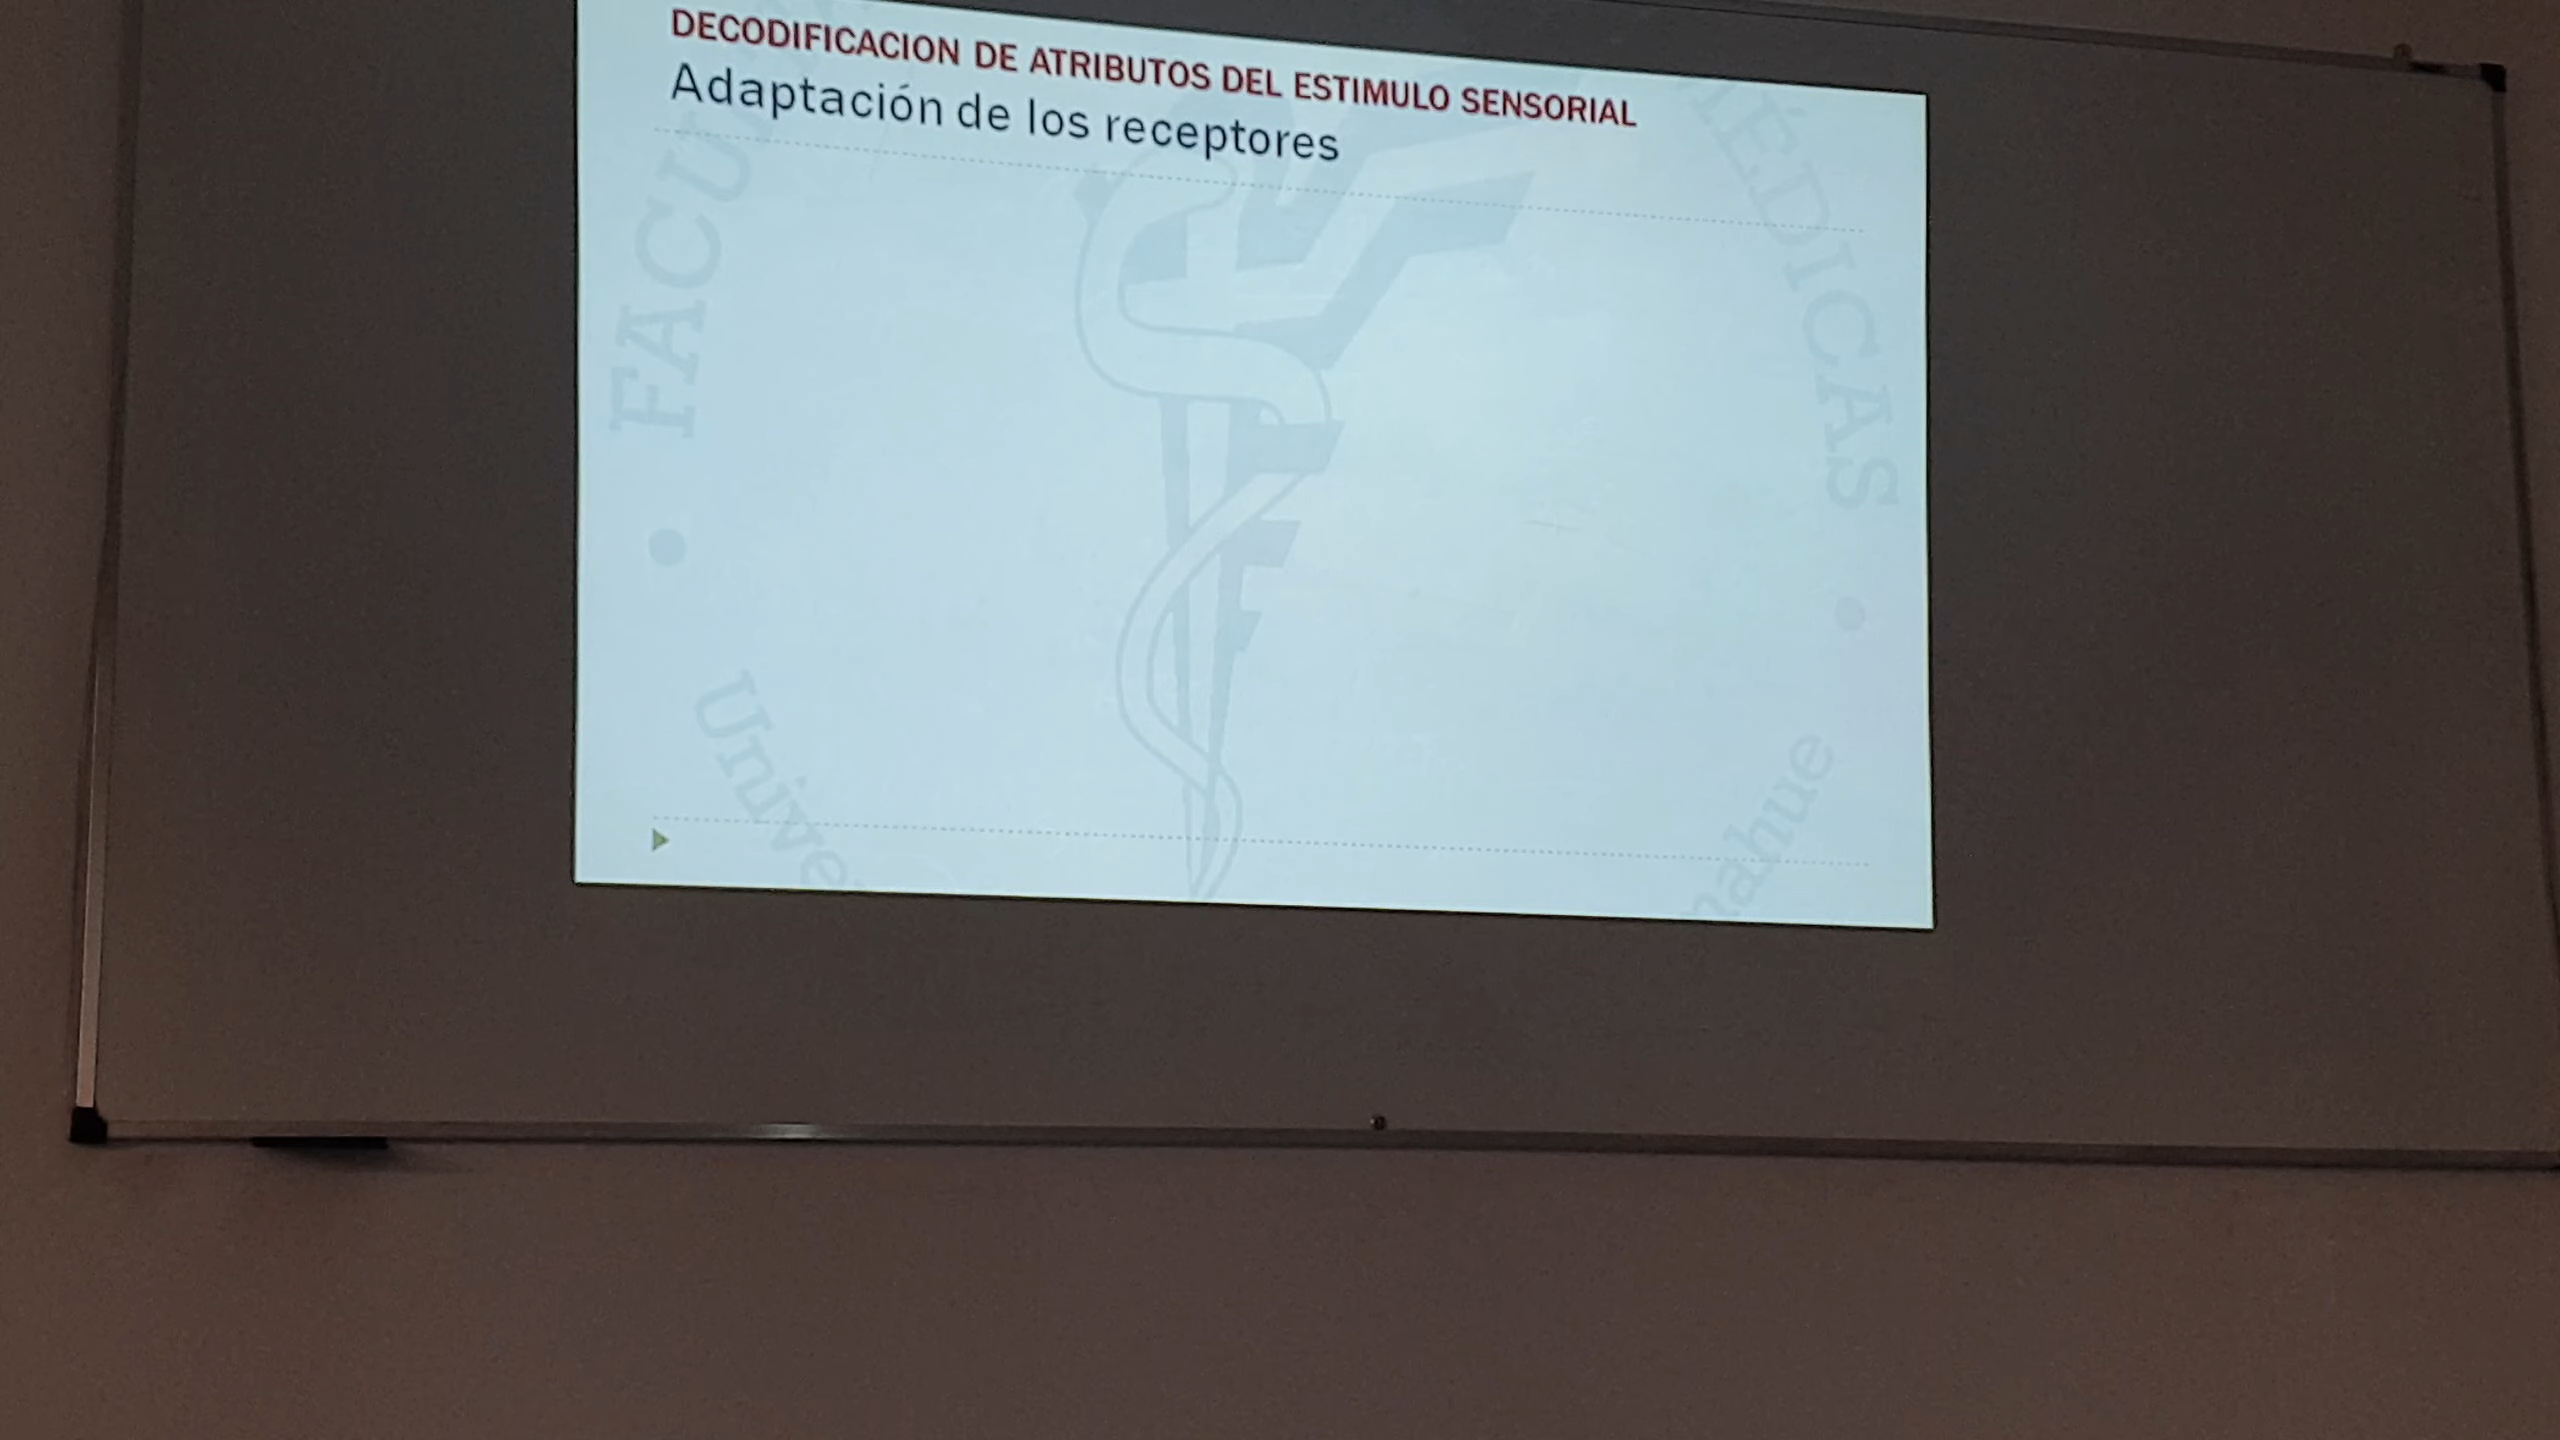 DECODIFICACION DE ATRIBUTOS DEL ESTIMULO SENSORIAL
Adaptación de los receptores